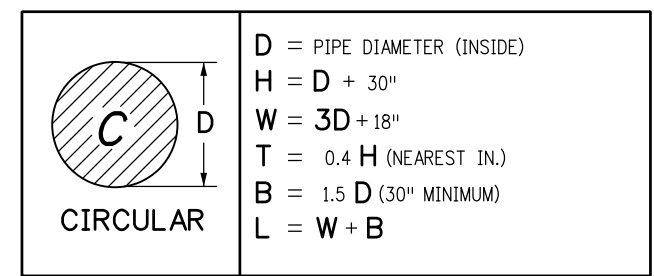 C
D
CIRCULAR
D = PIPE DIAMETER (INSIDE)
H = D + 30"
W = 3D + 18"
T = 0.4 H (NEAREST IN.)
B = 1.5 D (30" MINIMUM)
L = W + B